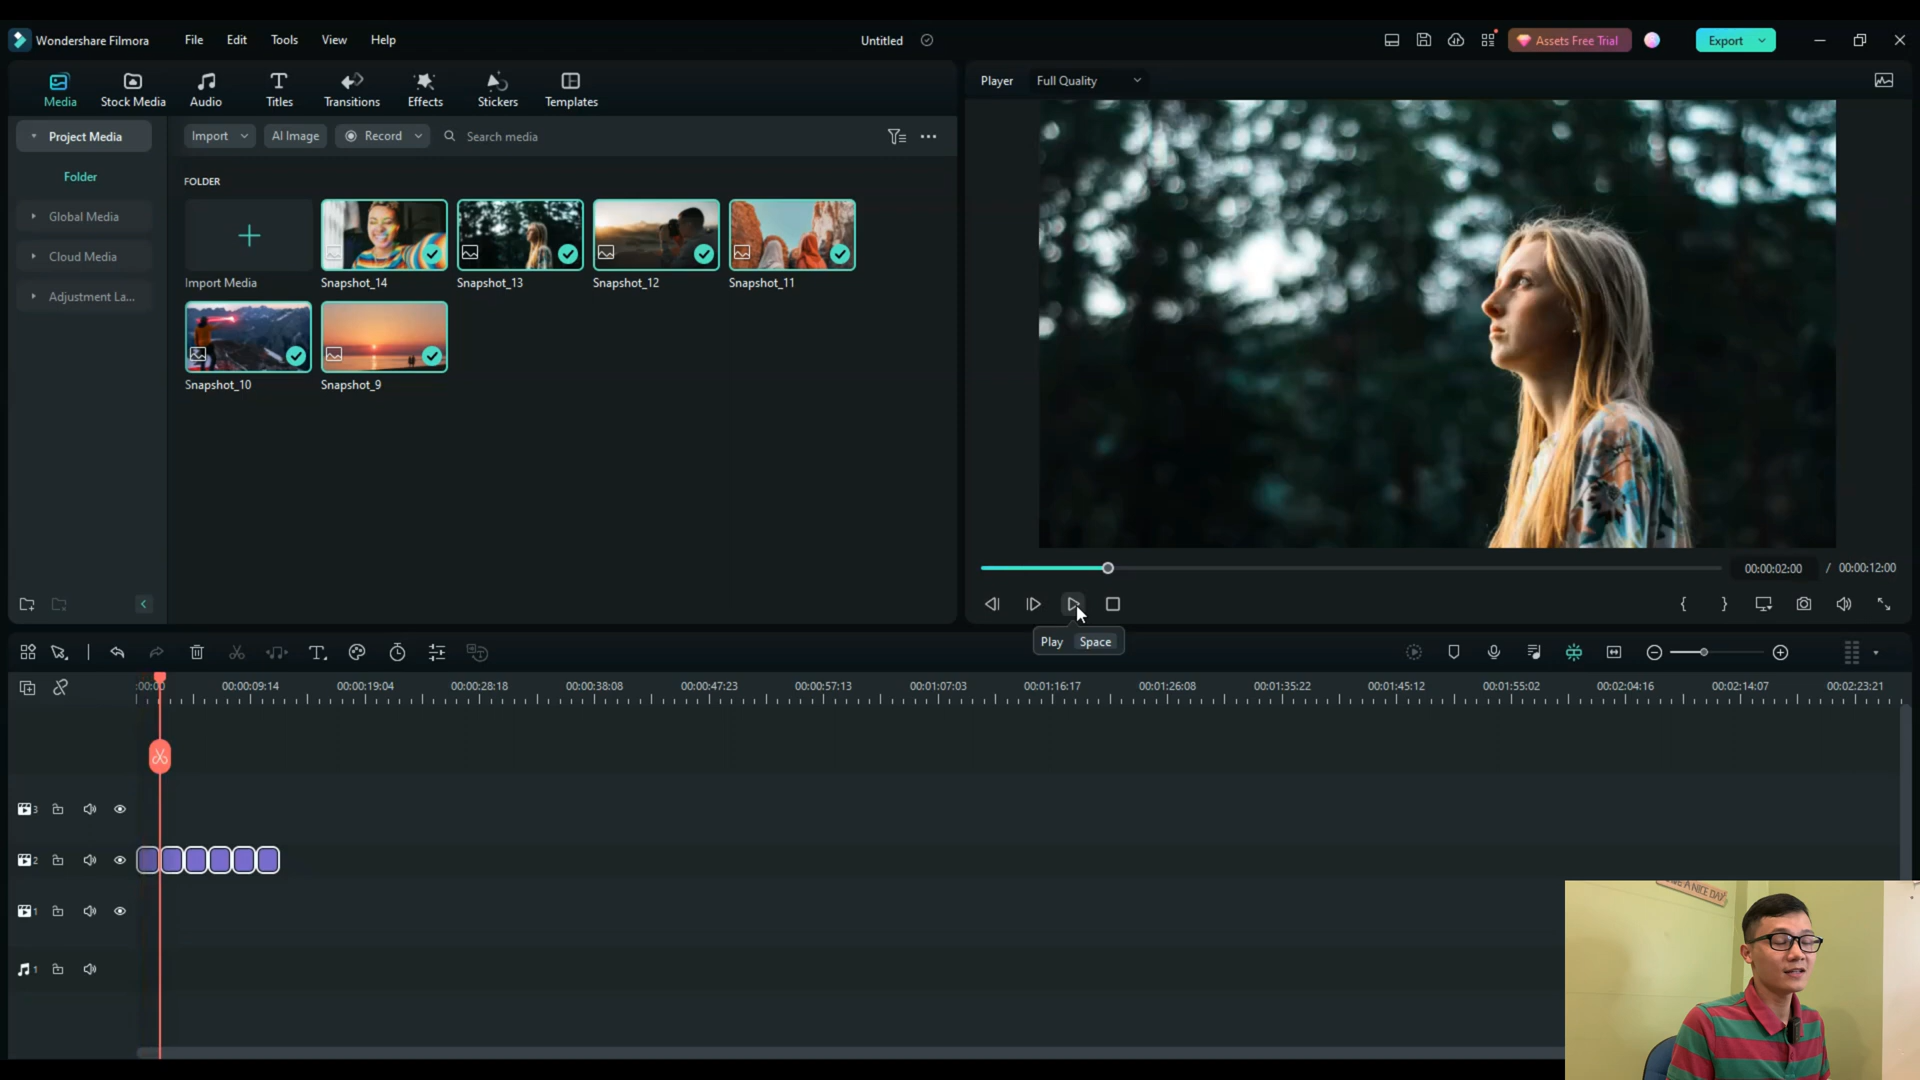 Wondershare Filmora File Edit Tools View Help Untitled Assets Free Trial Export
Media Stock Media Audio Titles Transitions Effects Stickers Templates
Player Full Quality
Project Media
Import AI Image Record Search media
Folder
FOLDER
Global Media
Cloud Media
Adjustment La...
Import Media Snapshot_14 Snapshot_13 Snapshot_12 Snapshot_11
Snapshot_10 Snapshot_9
00:00:02:00 / 00:00:12:00
Play Space
:00:00 00:00:09:14 00:00:19:04 00:00:28:18 00:00:38:08 00:00:47:23 00:00:57:13 00:01:07:03 00:01:16:17 00:01:26:08 00:01:35:22 00:01:45:12 00:01:55:02 00:02:04:16 00:02:14:07 00:02:23:21
3
2
1
1
A NICE DAY